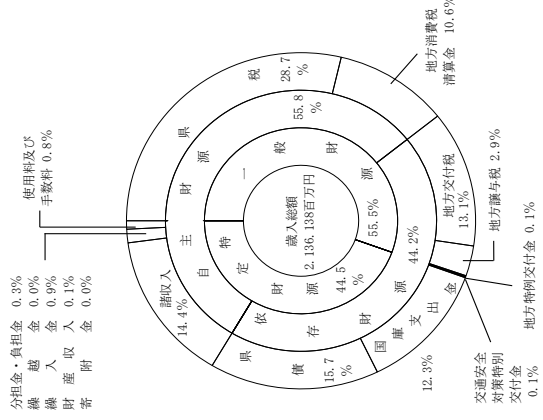 分担金・負担金 0.3%
繰越金 0.0%
繰入金 0.9%
財産収入 0.1%
寄附金 0.0%
使用料及び
手数料 0.8%
諸収入
14.4%
県税
28.7
%
地方消費税
清算金 10.6%
地方交付税
13.1%
地方譲与税 2.9%
地方特例交付金 0.1%
交通安全
対策特別
交付金
0.1%
国庫支出金
12.3%
県債
15.7
%
自主財源
55.8
%
依存財源 44.2%
一般財源
55.5%
特定財源
44.5
%
歳入総額
2,136,138百万円